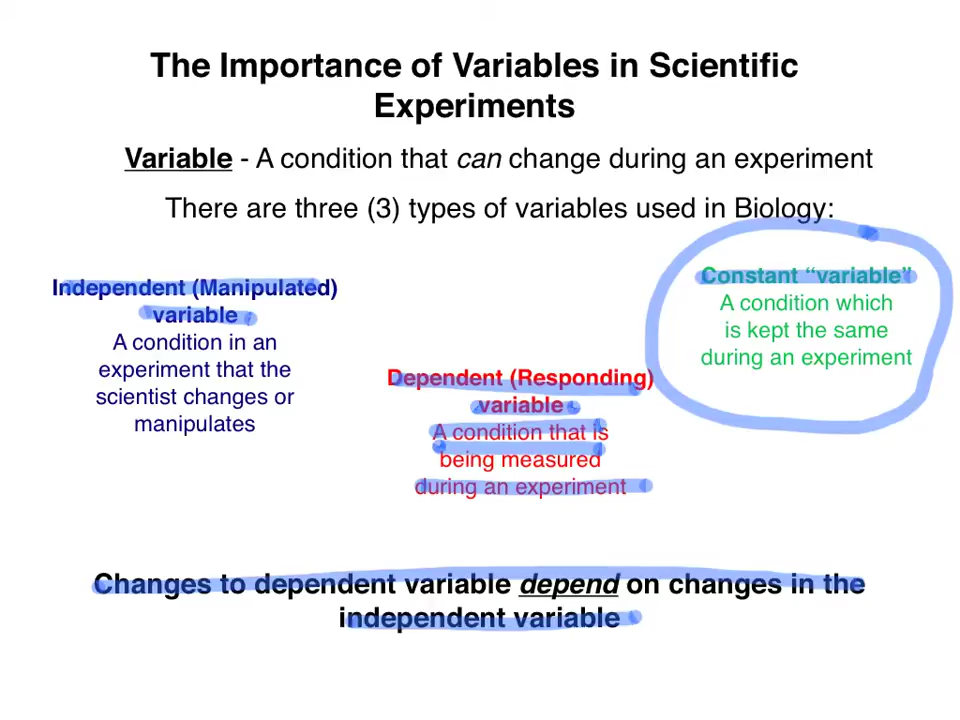 The Importance of Variables in Scientific
Experiments
Variable - A condition that can change during an experiment
There are three (3) types of variables used in Biology:
Independent (Manipulated)
variable
A condition in an
experiment that the
scientist changes or
manipulates
Dependent (Responding)
variable
A condition that is
being measured
during an experiment
Constant “variable”
A condition which
is kept the same
during an experiment
Changes to dependent variable depend on changes in the
independent variable